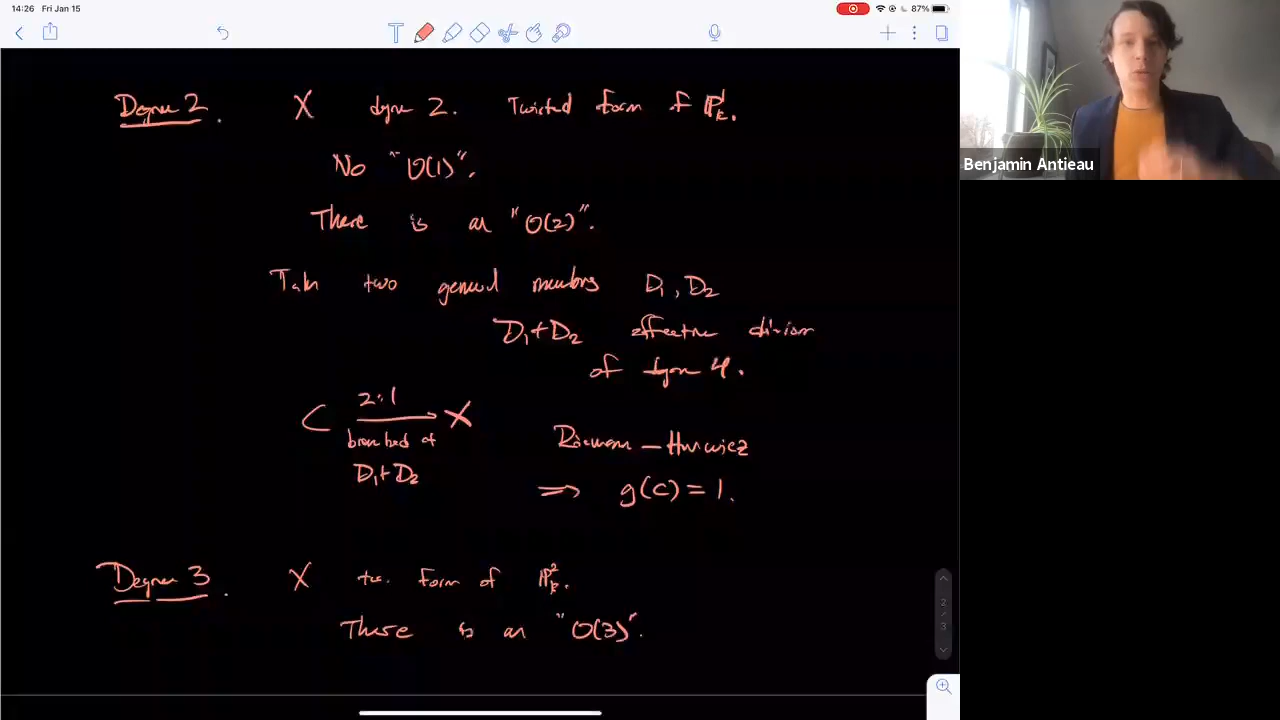 14:26 Fri Jan 15
87%
Degree 2. X degree 2. Twisted form of P¹ₖ.
No "O(1)".
There is an "O(2)".
Take two general members D₁, D₂
D₁+D₂ effective divisor
of degree 4.
C 2:1 X
branched at
D₁+D₂
Riemann – Hurwicz
⇒ g(C) = 1.
Degree 3. X tw. form of P²ₖ.
There is an "O(3)".
2
/
3
Benjamin Antieau